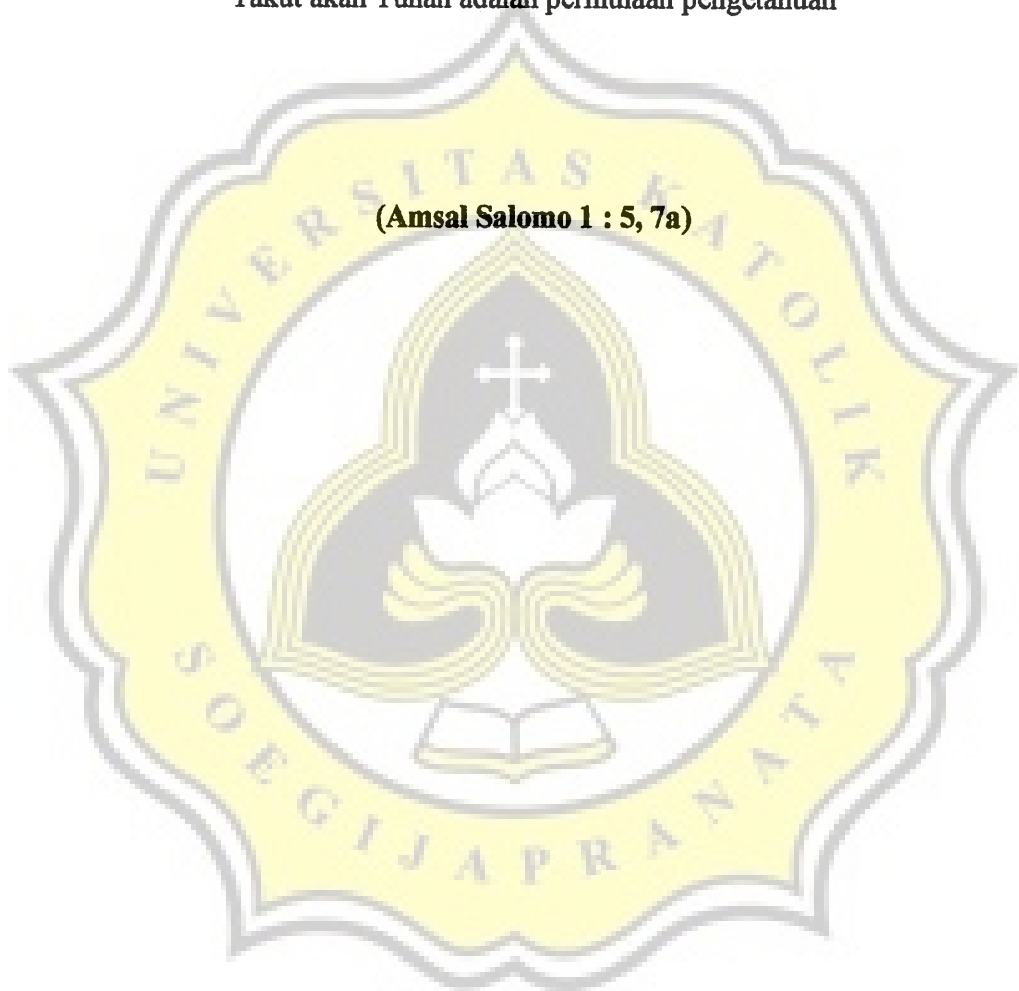 Takut akan Tuhan adalah permulaan pengetahuan
(Amsal Salomo 1 : 5, 7a)
UNIVERSITAS KATOLIK
SOEGIJAPRANATA